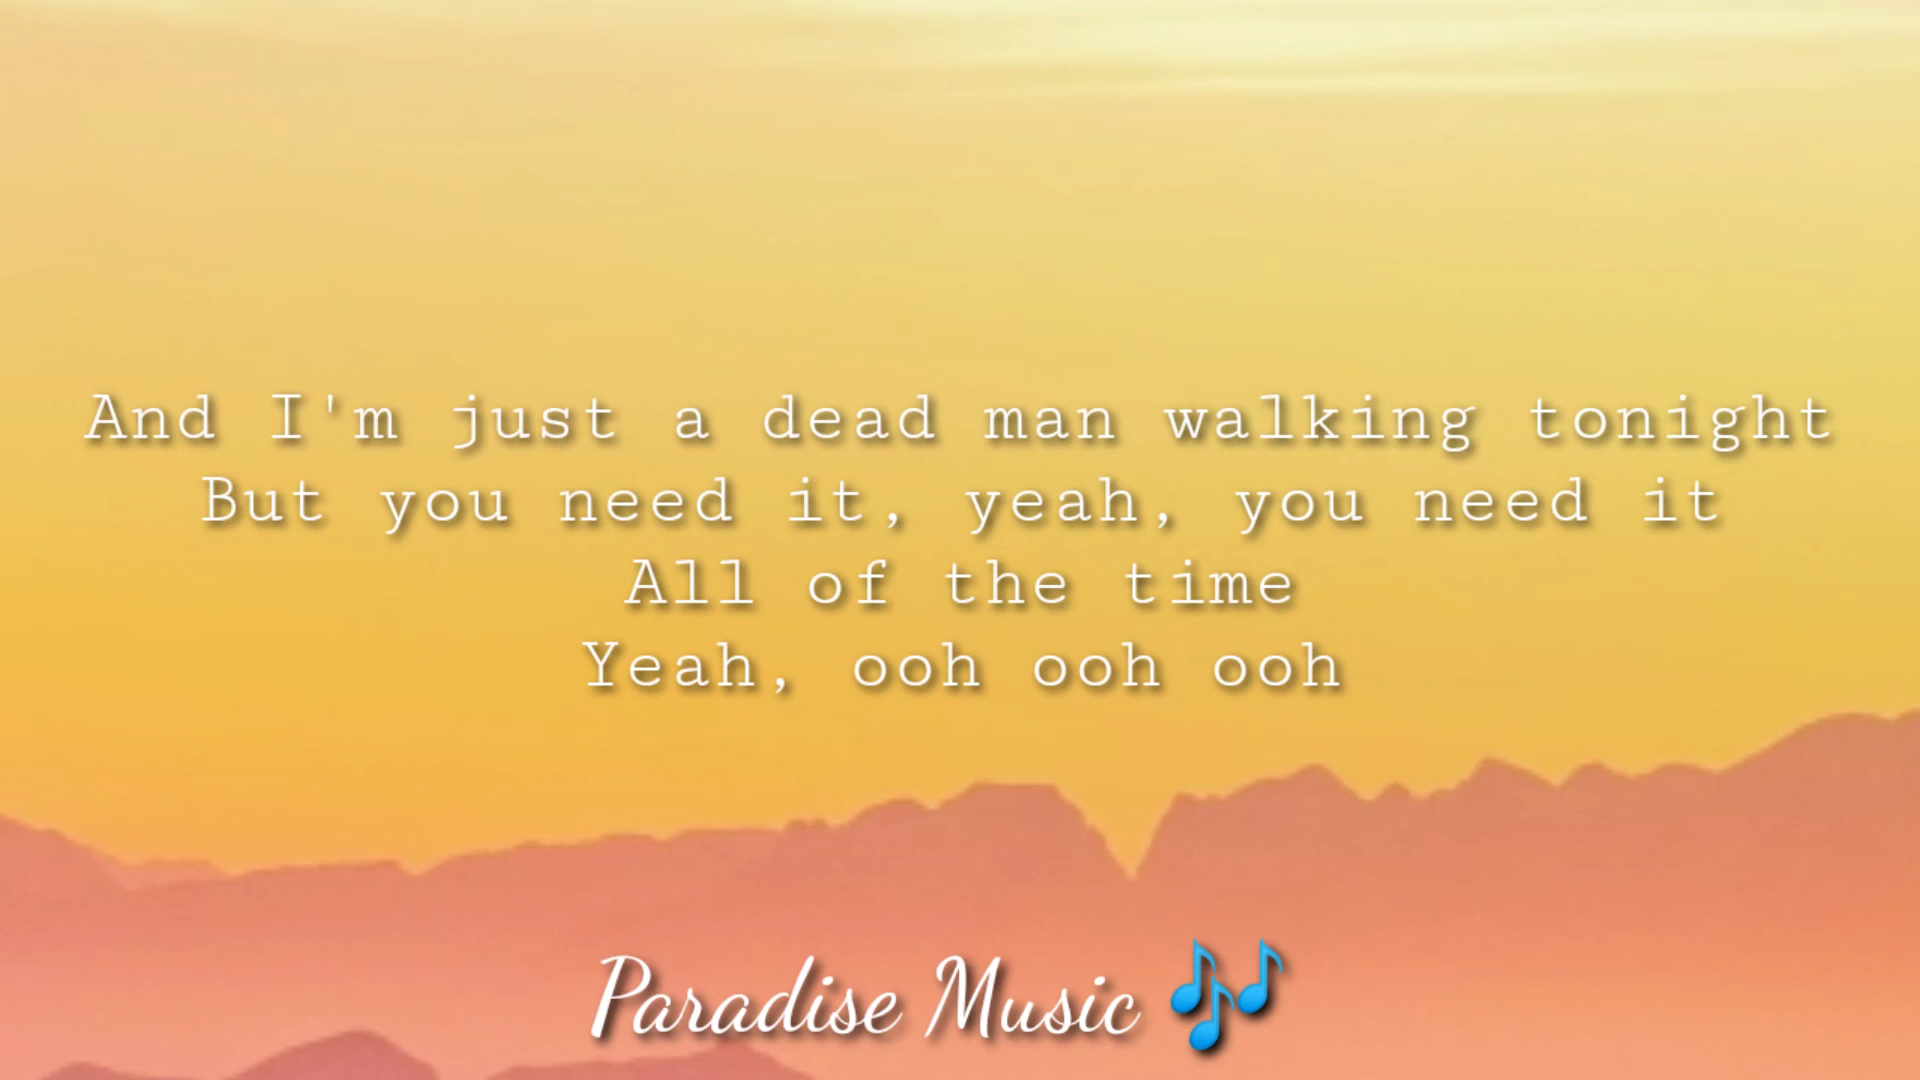 And I'm just a dead man walking tonight
But you need it, yeah, you need it
All of the time
Yeah, ooh ooh ooh
Paradise Music 🎶